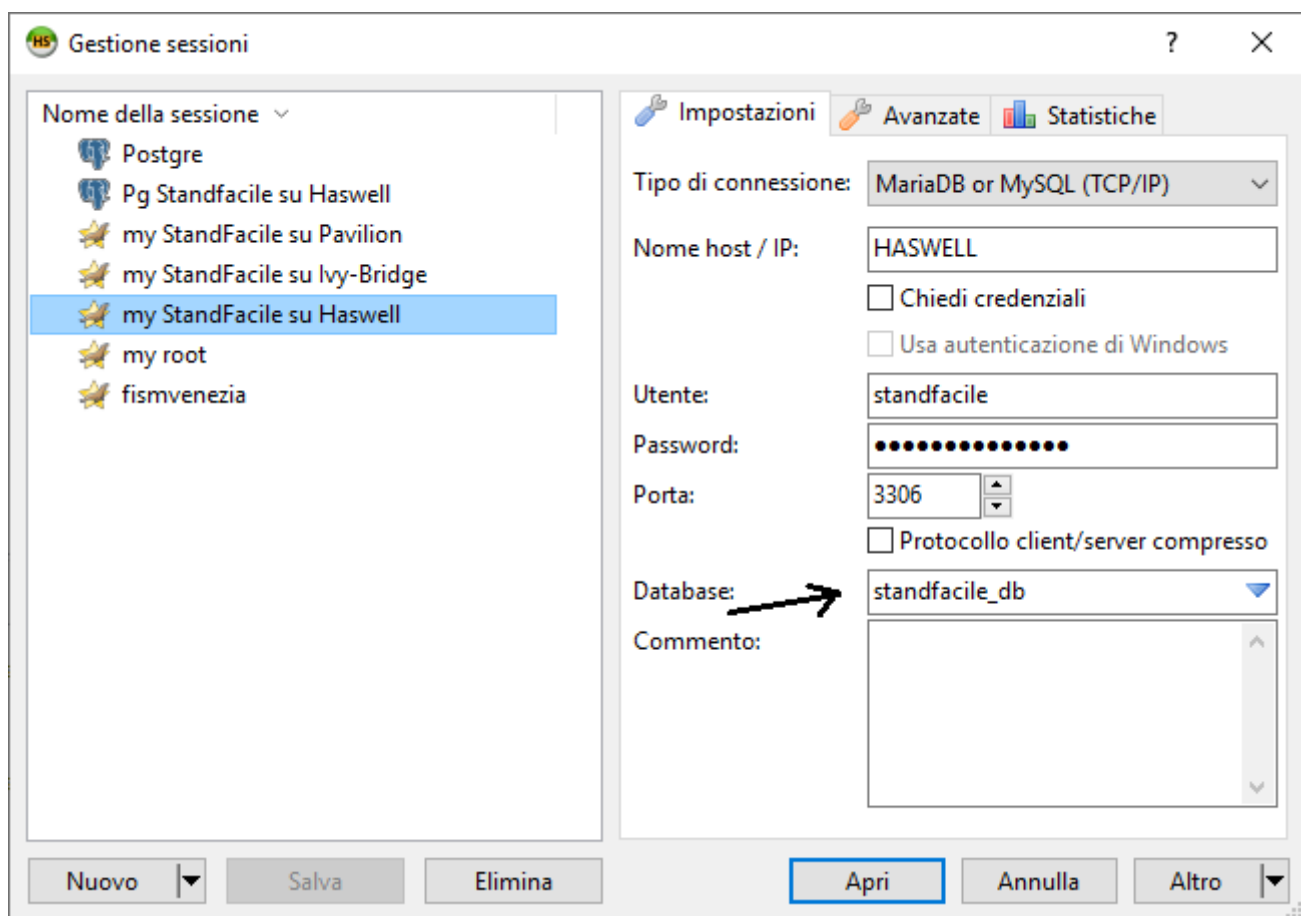 HS Gestione sessioni ?
Nome della sessione
Postgre
Pg Standfacile su Haswell
my StandFacile su Pavilion
my StandFacile su Ivy-Bridge
my StandFacile su Haswell
my root
fismvenezia
Impostazioni Avanzate Statistiche
Tipo di connessione: MariaDB or MySQL (TCP/IP)
Nome host / IP: HASWELL
Chiedi credenziali
Usa autenticazione di Windows
Utente: standfacile
Password: ●●●●●●●●●●●●●●
Porta: 3306
Protocollo client/server compresso
Database: standfacile_db
Commento:
Nuovo Salva Elimina Apri Annulla Altro